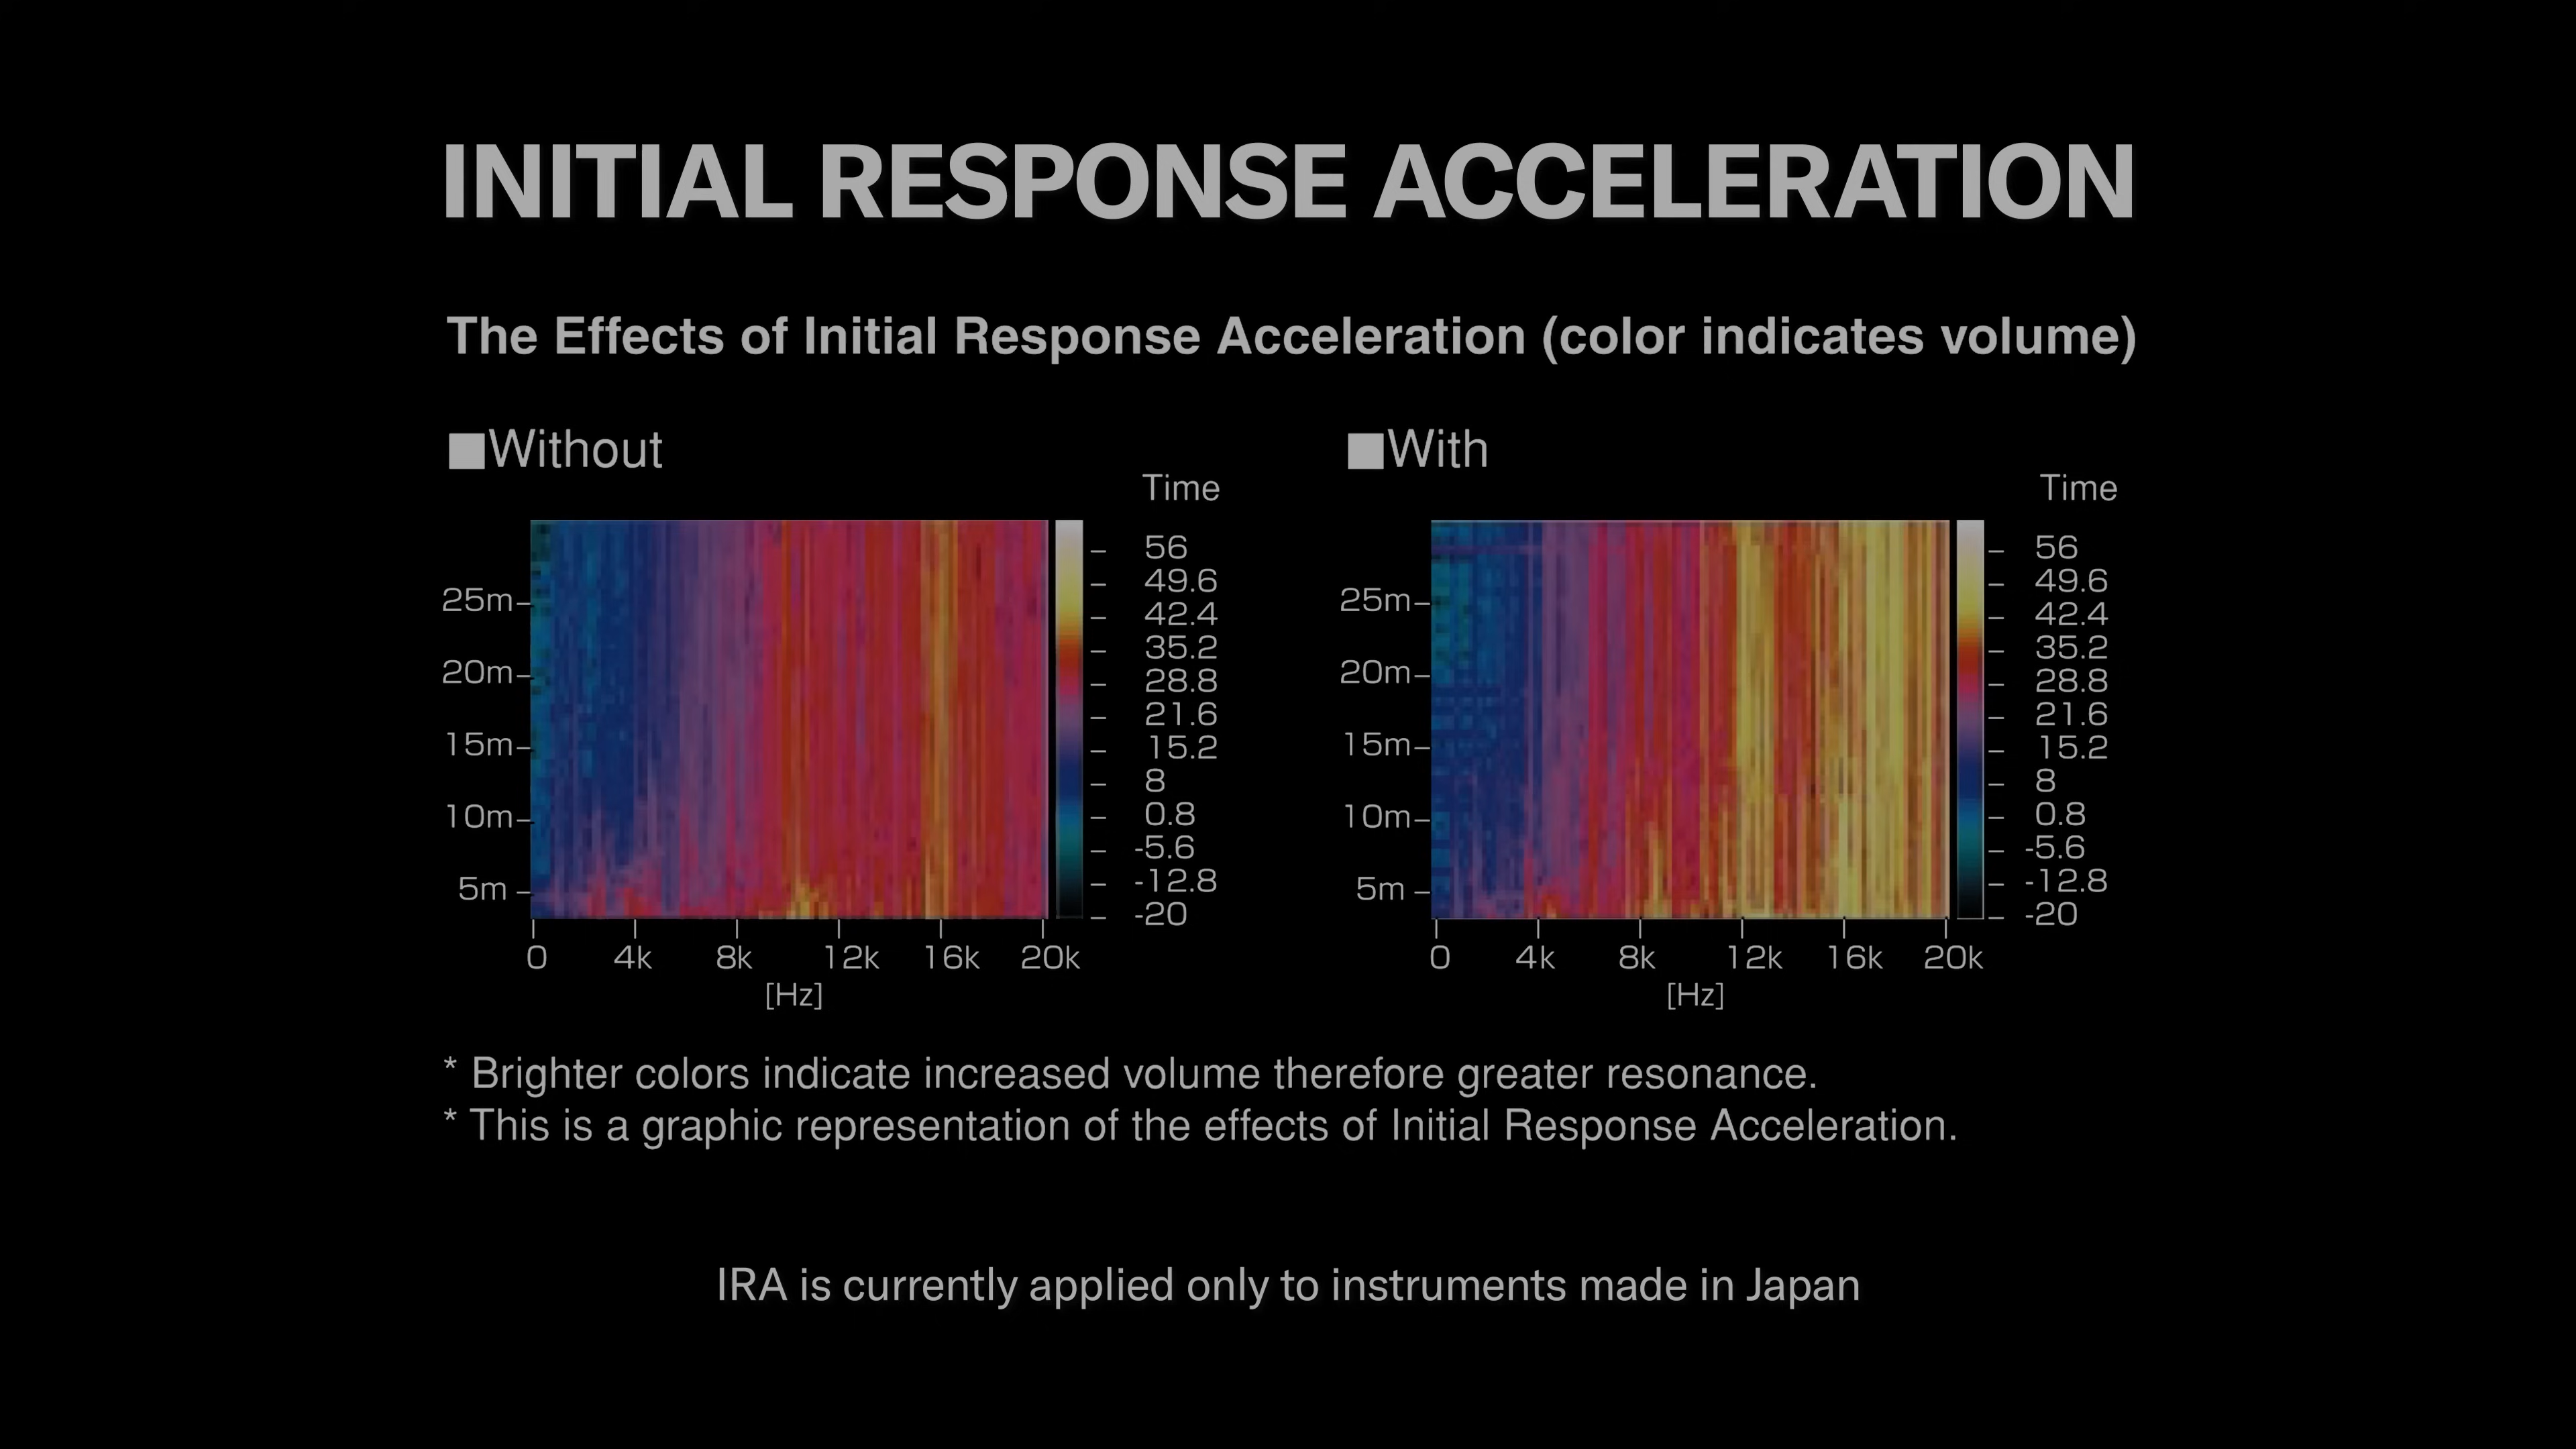 INITIAL RESPONSE ACCELERATION
The Effects of Initial Response Acceleration (color indicates volume)
■Without
Time
56
49.6
42.4
35.2
28.8
21.6
15.2
8
0.8
-5.6
-12.8
-20
25m
20m
15m
10m
5m
0 4k 8k 12k 16k 20k
[Hz]
■With
Time
56
49.6
42.4
35.2
28.8
21.6
15.2
8
0.8
-5.6
-12.8
-20
25m
20m
15m
10m
5m
0 4k 8k 12k 16k 20k
[Hz]
* Brighter colors indicate increased volume therefore greater resonance.
* This is a graphic representation of the effects of Initial Response Acceleration.
IRA is currently applied only to instruments made in Japan